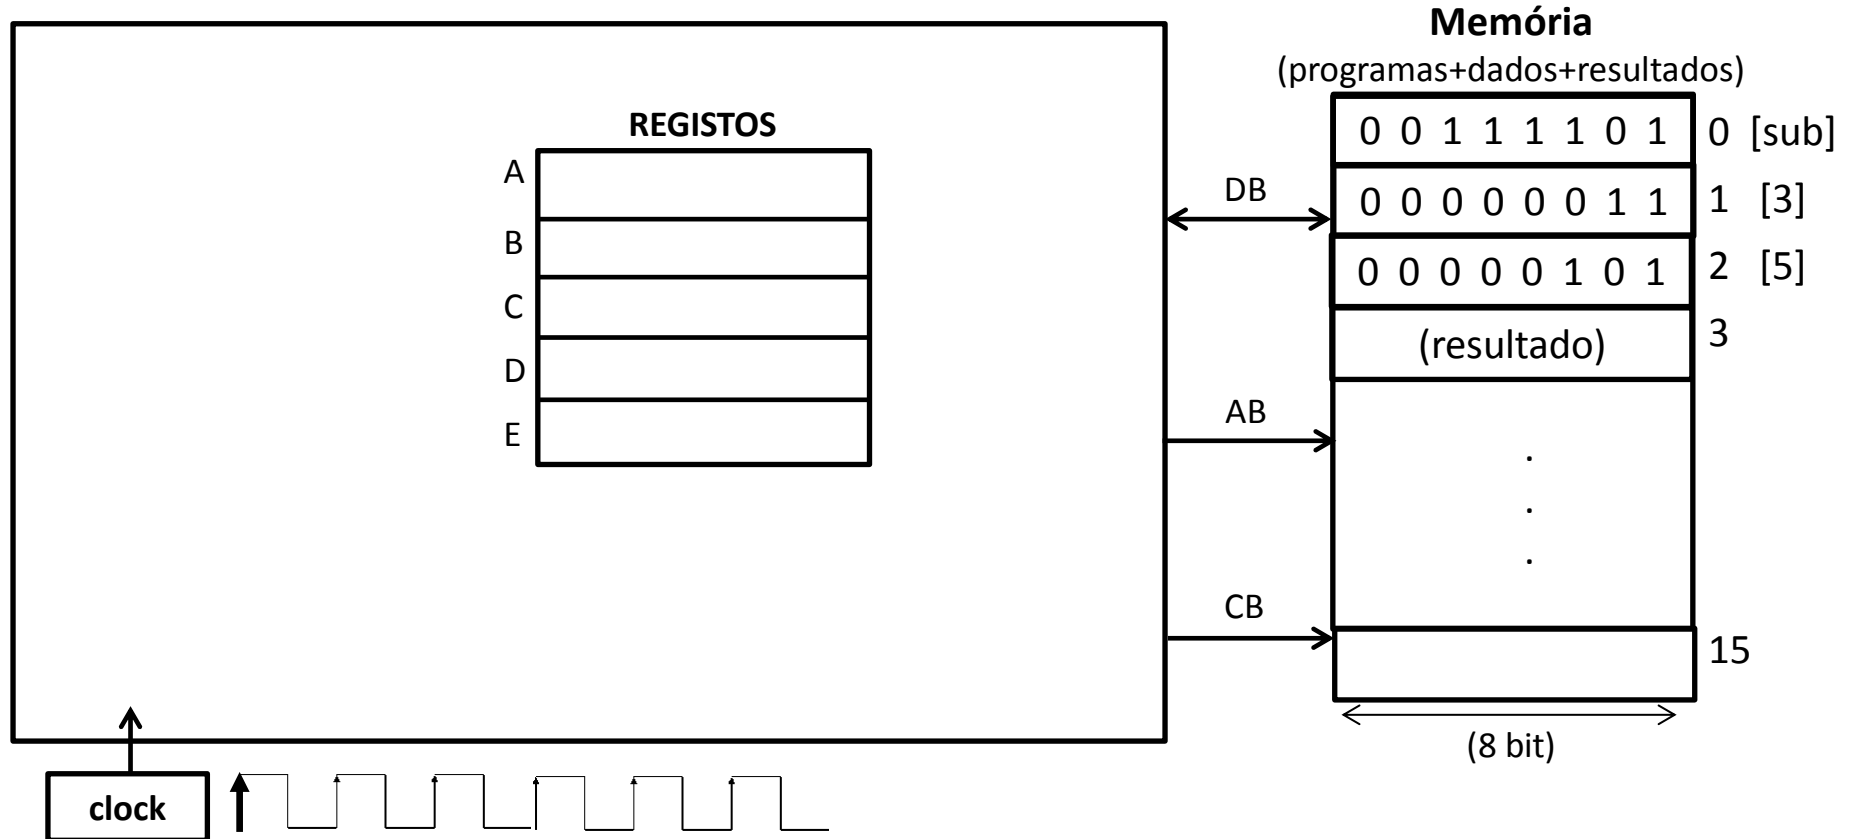 Memória
(programas+dados+resultados)
REGISTOS
A
B
C
D
E
DB
AB
CB
0 0 1 1 1 1 0 1 0 [sub]
0 0 0 0 0 0 1 1 1 [3]
0 0 0 0 0 1 0 1 2 [5]
(resultado) 3
.
.
.
15
(8 bit)
clock